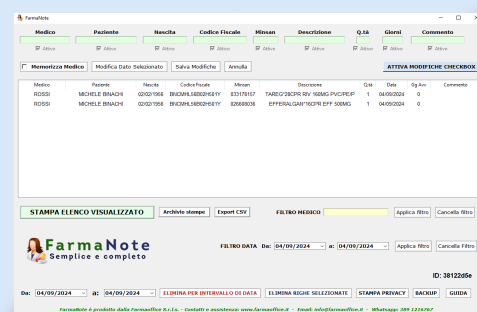 FarmaNote
Medico Paziente Nascita Codice Fiscale Minsan Descrizione Q.tà Giorni Commento
Attivo Attivo Attivo Attivo Attivo Attivo Attivo Attivo Attivo
Memorizza Medico Modifica Dato Selezionato Salva Modifiche Annulla ATTIVA MODIFICHE CHECKBOX
Medico Paziente Nascita Codice Fiscale Minsan Descrizione Q.tà Data Gg Avv Commento
ROSSI MICHELE BINACHI 02/02/1956 033178157 TAREG*28CPR RIV 160MG PVC/PE/P 1 04/09/2024 0
ROSSI MICHELE BINACHI 02/02/1956 026608036 EFFERALGAN*16CPR EFF 500MG 1 04/09/2024 0
STAMPA ELENCO VISUALIZZATO Archivio stampe Export CSV FILTRO MEDICO Applica filtro Cancella filtro
FarmaNote
Semplice e completo
FILTRO DATA Da: 04/09/2024 a: 04/09/2024 Applica filtro Cancella Filtro
ID: 38122d5e
Da: 04/09/2024 a: 04/09/2024 ELIMINA PER INTERVALLO DI DATA ELIMINA RIGHE SELEZIONATE STAMPA PRIVACY BACKUP GUIDA
FarmaNote è prodotto dalla Farmaoffice S.r.l.s. - Contatti e assistenza: www.farmaoffice.it - Email: info@farmaoffice.it - Whatsapp: 389 1216767